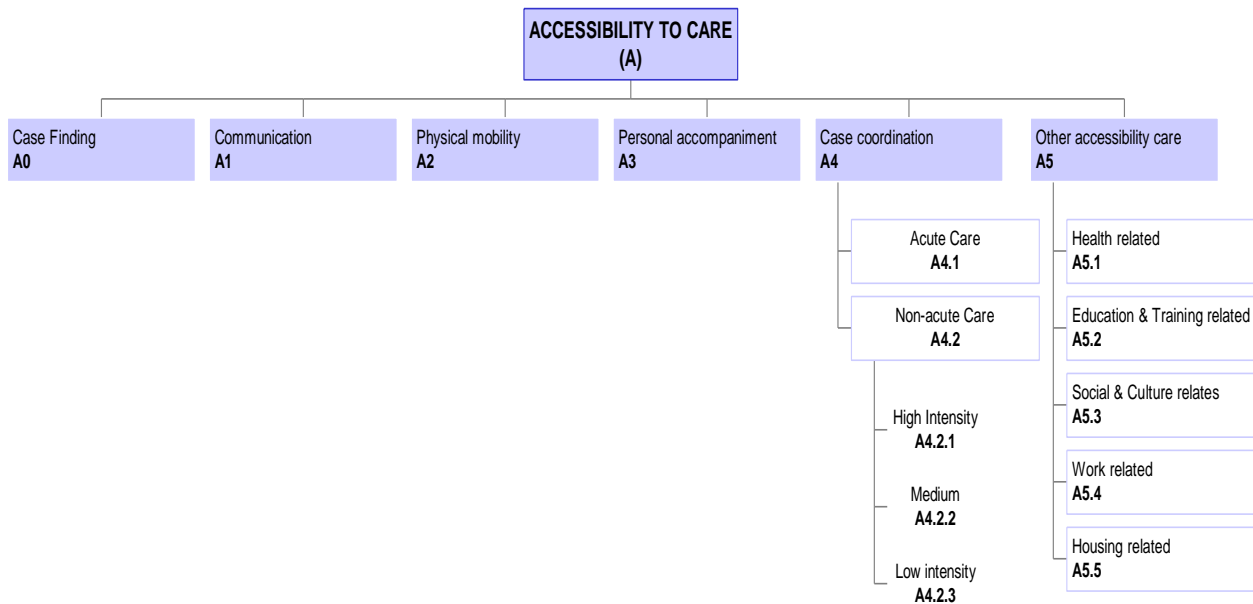 ACCESSIBILITY TO CARE
(A)
Case Finding
A0
Communication
A1
Physical mobility
A2
Personal accompaniment
A3
Case coordination
A4
Other accessibility care
A5
Acute Care
A4.1
Non-acute Care
A4.2
High Intensity
A4.2.1
Medium
A4.2.2
Low intensity
A4.2.3
Health related
A5.1
Education & Training related
A5.2
Social & Culture relates
A5.3
Work related
A5.4
Housing related
A5.5